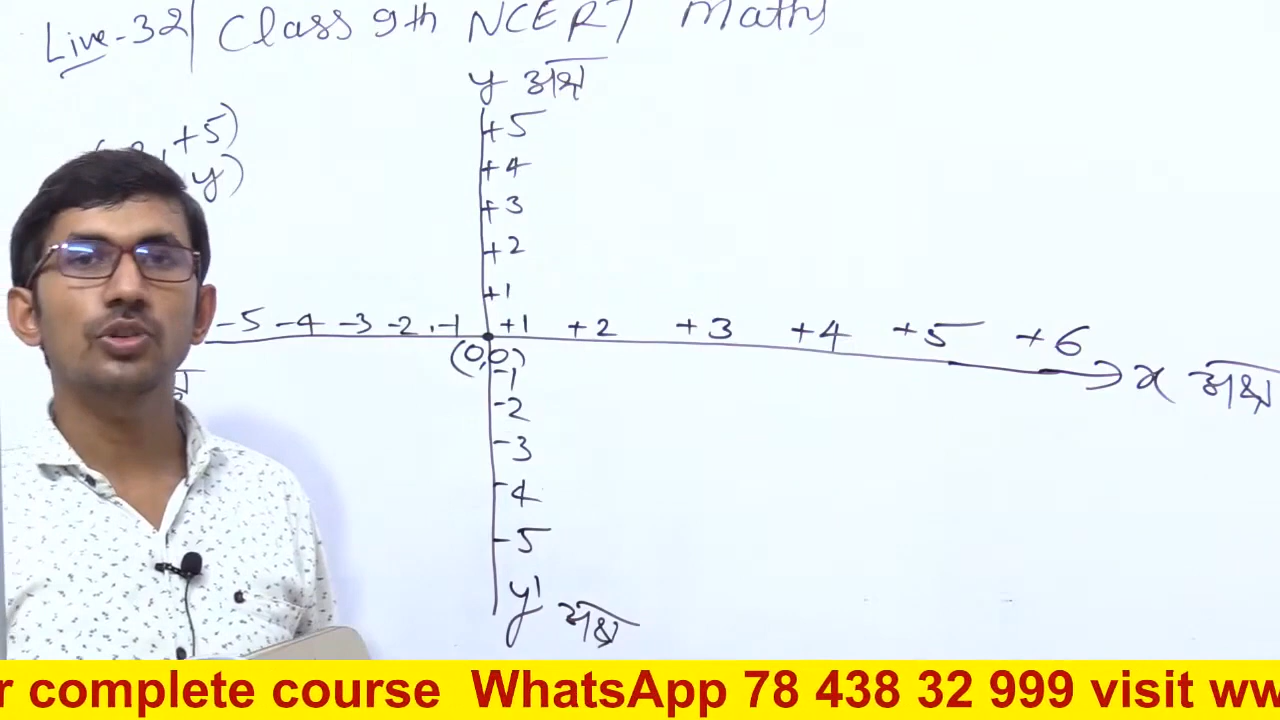 Live-32 | Class 9th NCERT Maths
y अक्ष
, +5)
y)
+5
+4
+3
+2
+1
-5 -4 -3 -2 -1 +1 +2 +3 +4 +5 +6
(0,0)
x अक्ष
-1
-2
-3
-4
-5
y' अक्ष
r complete course WhatsApp 78 438 32 999 visit ww